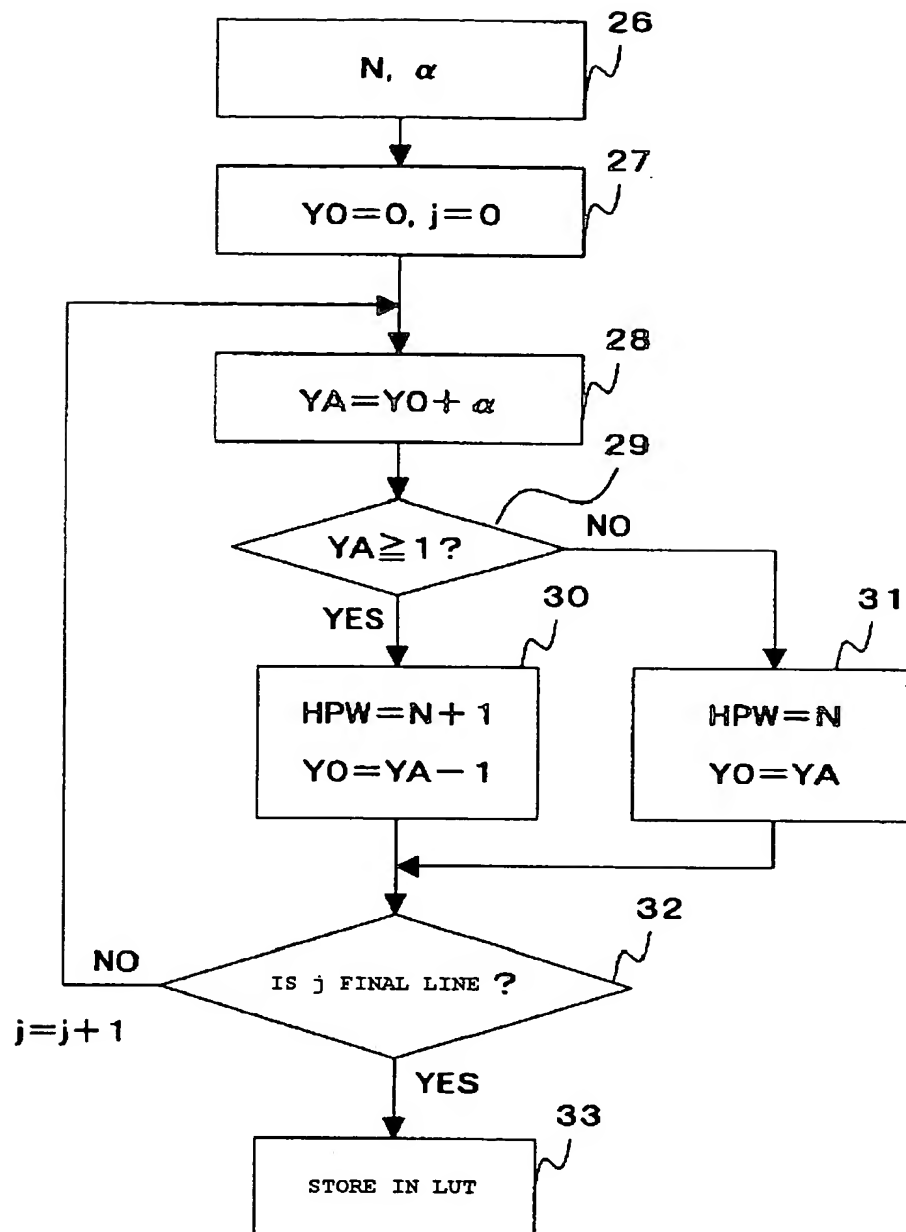 26
N, α
27
Y0=0, j=0
28
YA=Y0+α
29
YA≧1?
NO
YES
30
HPW=N+1
Y0=YA−1
31
HPW=N
Y0=YA
32
IS j FINAL LINE ?
NO
j=j+1
YES
33
STORE IN LUT